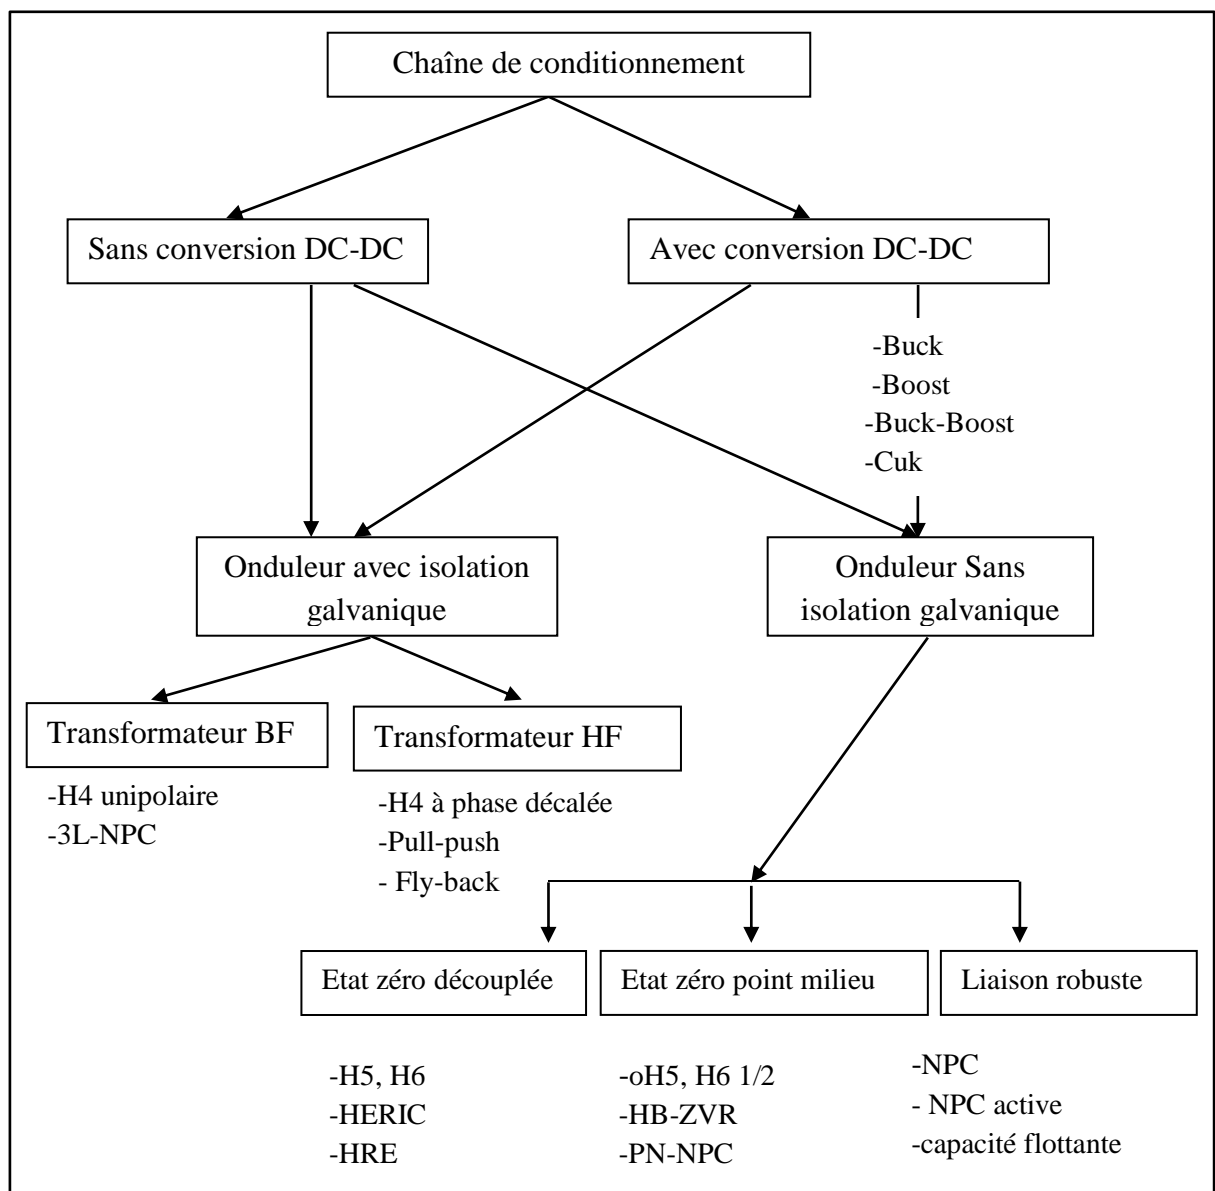 Chaîne de conditionnement
Sans conversion DC-DC
Avec conversion DC-DC
-Buck
-Boost
-Buck-Boost
-Cuk
Onduleur avec isolation
galvanique
Onduleur Sans
isolation galvanique
Transformateur BF
-H4 unipolaire
-3L-NPC
Transformateur HF
-H4 à phase décalée
-Pull-push
- Fly-back
Etat zéro découplée
-H5, H6
-HERIC
-HRE
Etat zéro point milieu
-oH5, H6 1/2
-HB-ZVR
-PN-NPC
Liaison robuste
-NPC
- NPC active
-capacité flottante